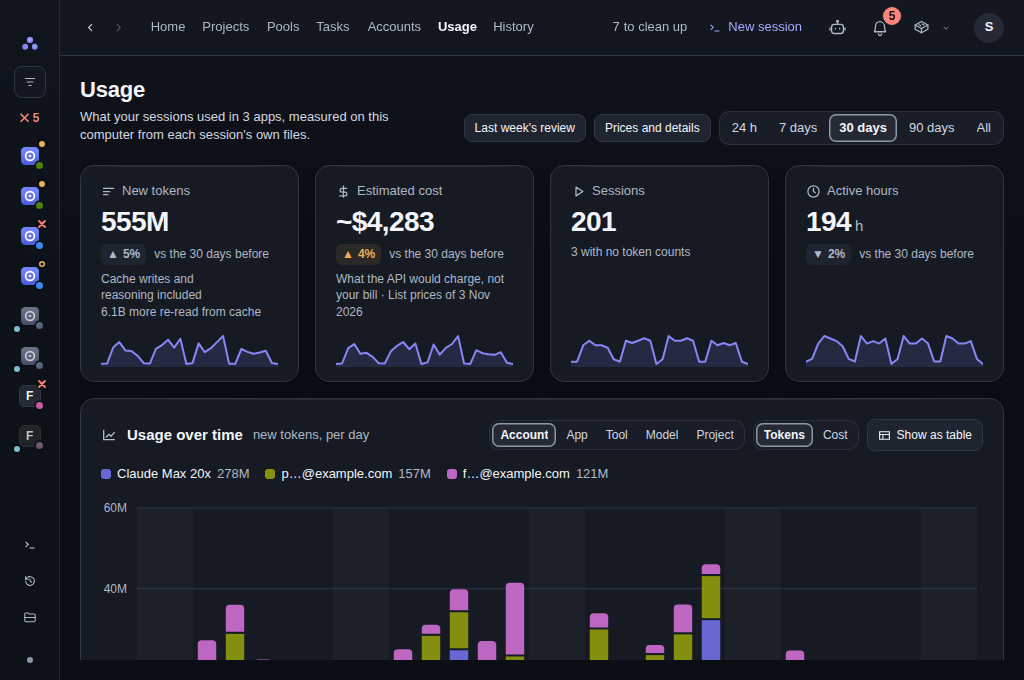 Home Projects Pools Tasks Accounts Usage History 7 to clean up New session 5 S
5
F
F
Usage
What your sessions used in 3 apps, measured on this
computer from each session's own files.
Last week's review Prices and details 24 h 7 days 30 days 90 days All
New tokens
555M
▲ 5% vs the 30 days before
Cache writes and
reasoning included
6.1B more re-read from cache
Estimated cost
~$4,283
▲ 4% vs the 30 days before
What the API would charge, not
your bill · List prices of 3 Nov
2026
Sessions
201
3 with no token counts
Active hours
194 h
▼ 2% vs the 30 days before
Usage over time new tokens, per day
Account App Tool Model Project Tokens Cost Show as table
Claude Max 20x 278M p…@example.com 157M f…@example.com 121M
60M
40M